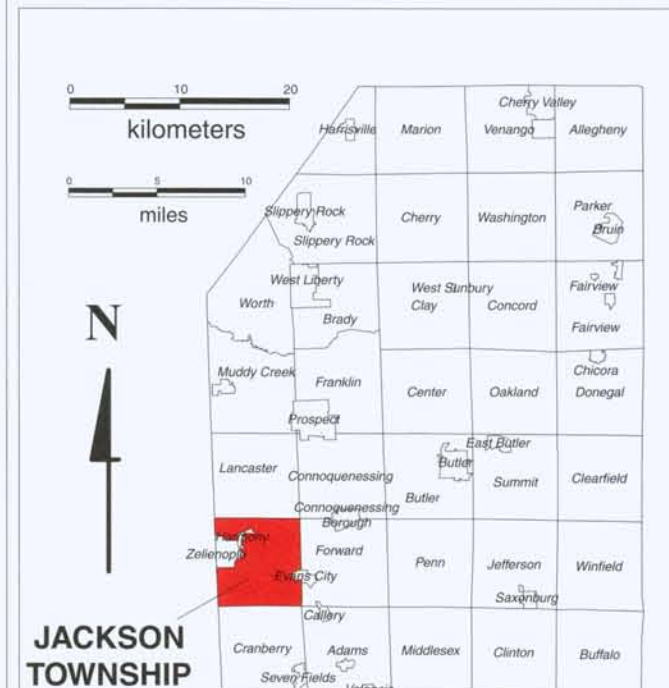 0 10 20
kilometers
0 5 10
miles
N
Cherry Valley
Harrisville
Marion
Venango
Allegheny
Slippery Rock
Cherry
Washington
Parker
Bruin
Slippery Rock
West Liberty
West Sunbury
Fairview
Worth
Clay
Concord
Brady
Fairview
Muddy Creek
Franklin
Center
Oakland
Chicora
Donegal
Prospect
East Butler
Lancaster
Connoquenessing
Butler
Summit
Clearfield
Butler
Connoquenessing
Borough
Harmony
Zelienople
Forward
Penn
Jefferson
Winfield
Evans City
Saxonburg
Callery
JACKSON
TOWNSHIP
Cranberry
Adams
Middlesex
Clinton
Buffalo
Seven Fields
Valencia